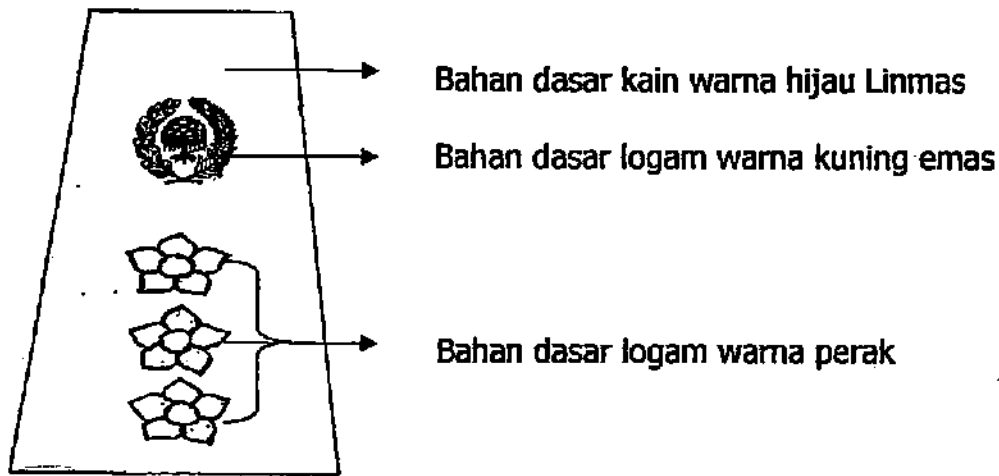 Bahan dasar kain warna hijau Linmas
Bahan dasar logam warna kuning emas
Bahan dasar logam warna perak